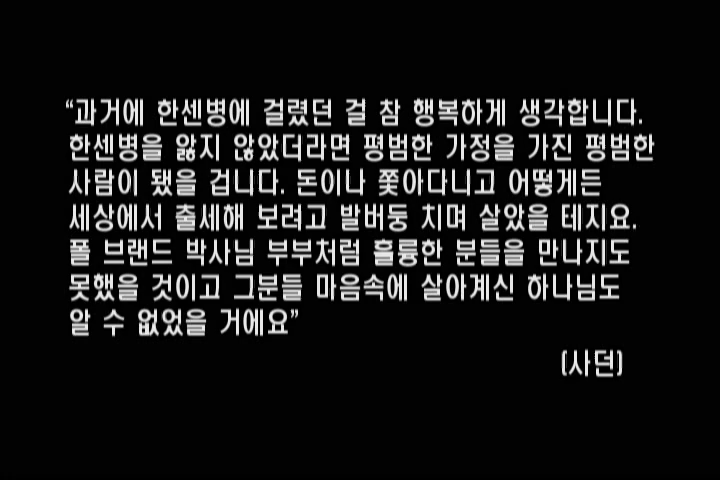 “과거에 한센병에 걸렸던 걸 참 행복하게 생각합니다.
한센병을 앓지 않았더라면 평범한 가정을 가진 평범한
사람이 됐을 겁니다. 돈이나 쫓아다니고 어떻게든
세상에서 출세해 보려고 발버둥 치며 살았을 테지요.
폴 브랜드 박사님 부부처럼 훌륭한 분들을 만나지도
못했을 것이고 그분들 마음속에 살아계신 하나님도
알 수 없었을 거에요”
(사던)